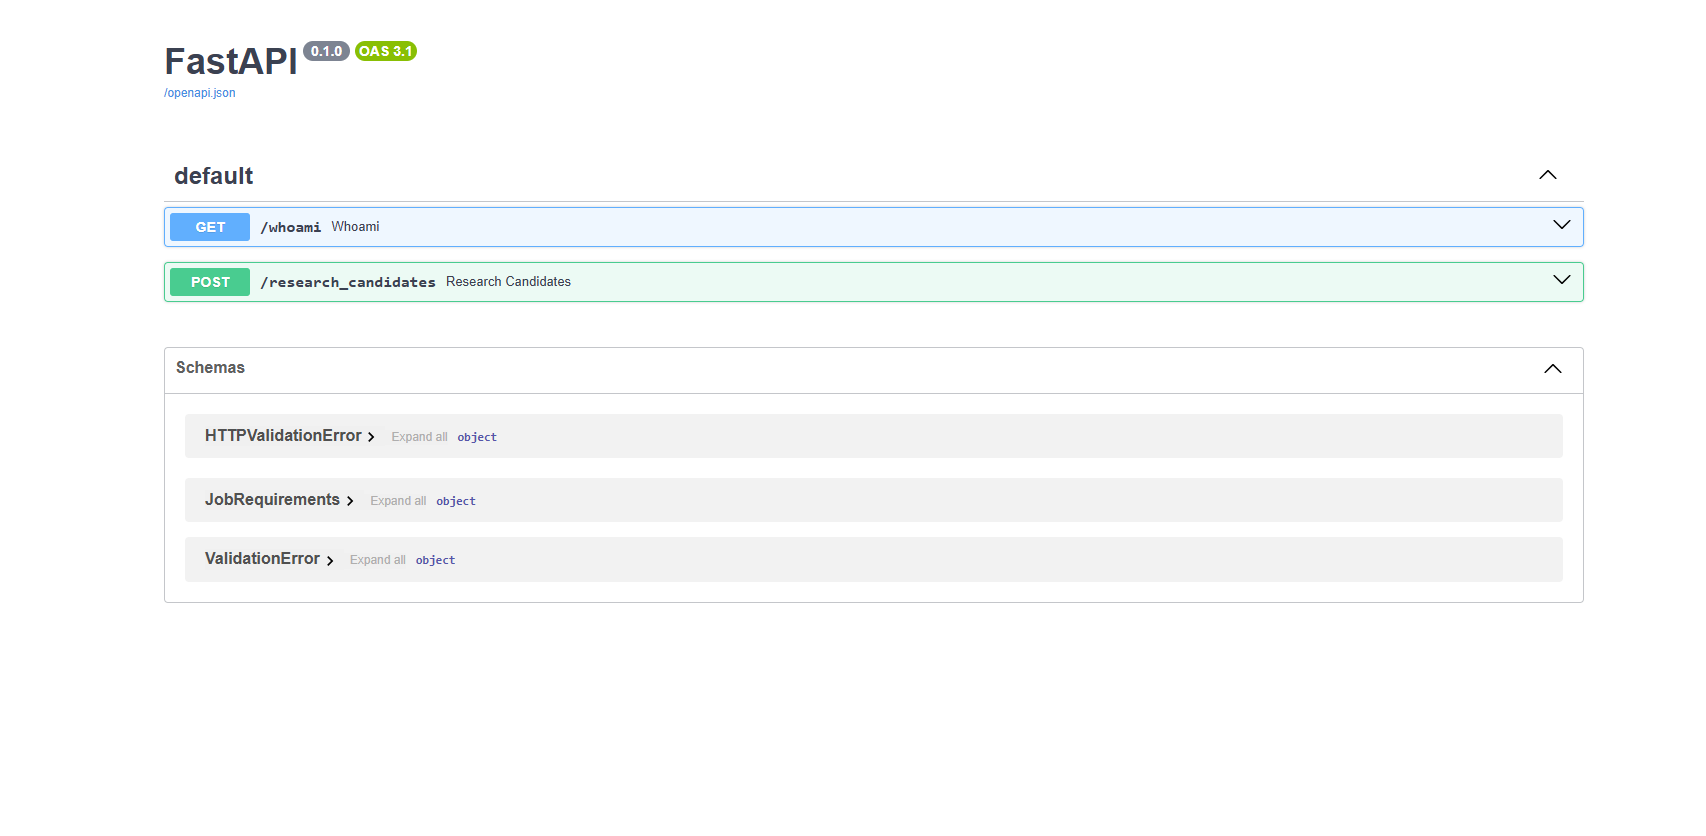 FastAPI 0.1.0 OAS 3.1
/openapi.json
default
GET /whoami Whoami
POST /research_candidates Research Candidates
Schemas
HTTPValidationError Expand all object
JobRequirements Expand all object
ValidationError Expand all object